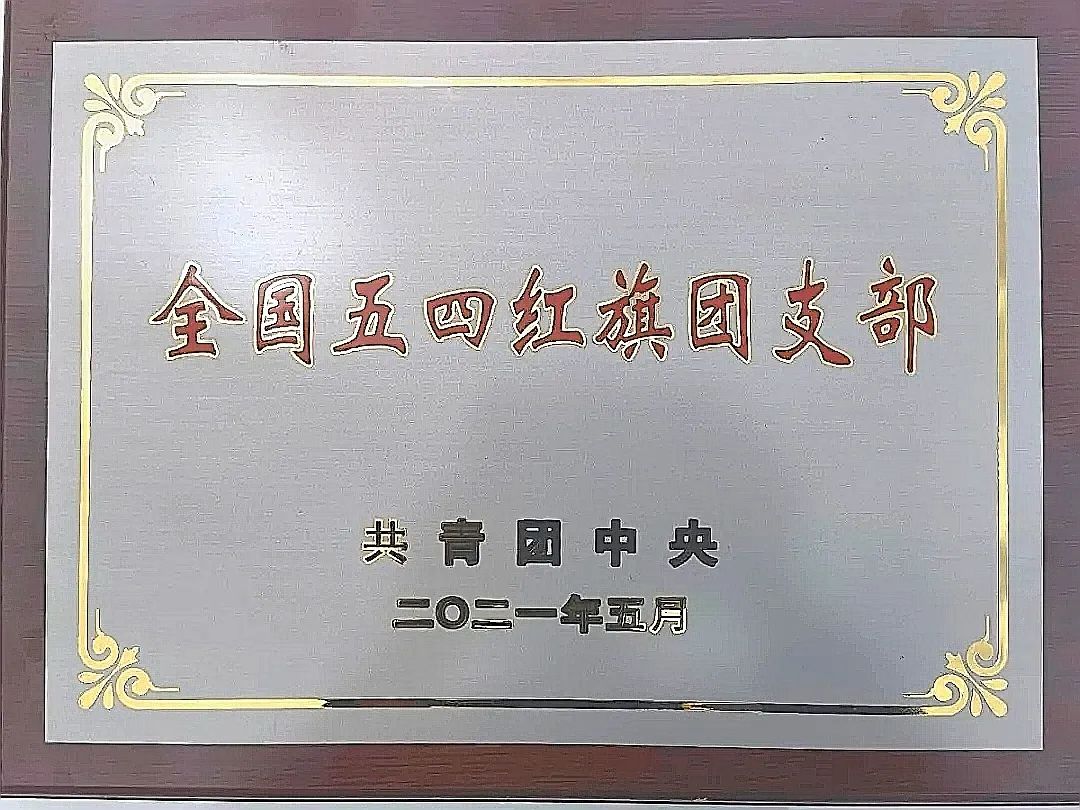 全国五四红旗团支部
共青团中央
二〇二一年五月